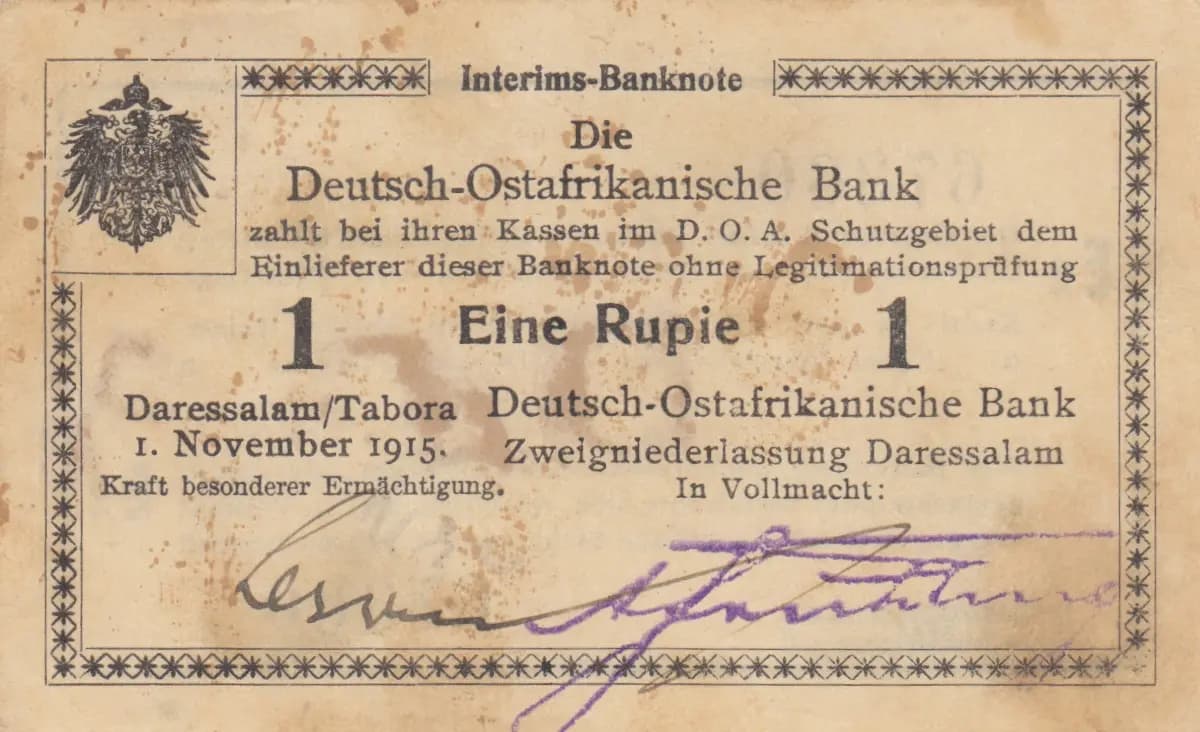 Interims-Banknote
Die
Deutsch-Ostafrikanische Bank
zahlt bei ihren Kassen im D. O. A. Schutzgebiet dem
Einlieferer dieser Banknote ohne Legitimationsprüfung
1 Eine Rupie 1
Daressalam/Tabora
1. November 1915.
Kraft besonderer Ermächtigung.
Deutsch-Ostafrikanische Bank
Zweigniederlassung Daressalam
In Vollmacht: